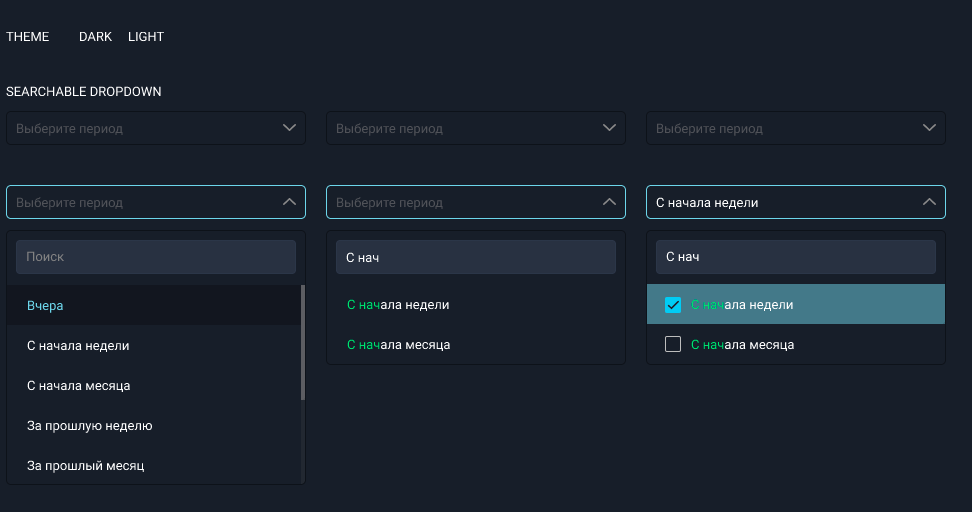 THEME DARK LIGHT
SEARCHABLE DROPDOWN
Выберите период Выберите период Выберите период
Выберите период Выберите период С начала недели
Поиск С нач С нач
Вчера С начала недели С начала недели
С начала недели С начала месяца С начала месяца
С начала месяца
За прошлую неделю
За прошлый месяц